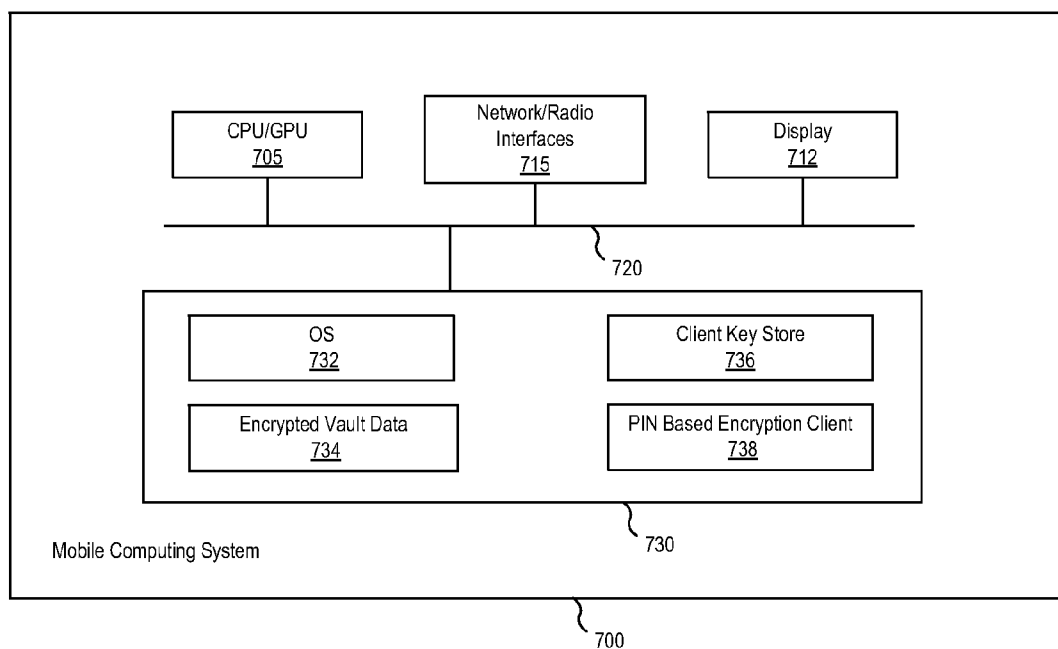 CPU/GPU
705
Network/Radio
Interfaces
715
Display
712
720
OS
732
Client Key Store
736
Encrypted Vault Data
734
PIN Based Encryption Client
738
730
Mobile Computing System
700